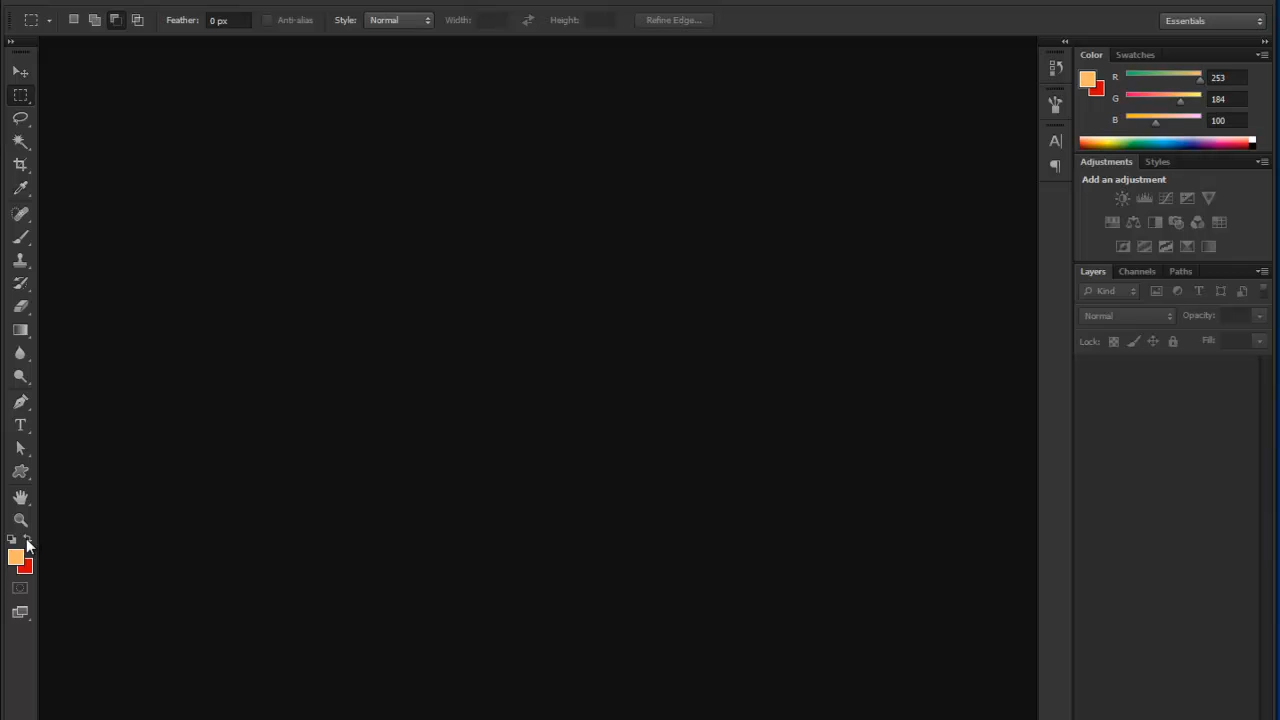 Feather: 0 px Anti-alias Style: Normal Width: Height: Refine Edge... Essentials
Color Swatches
R 253
G 184
B 100
Adjustments Styles
Add an adjustment
Layers Channels Paths
Kind T
Normal Opacity:
Lock: Fill:
A
T